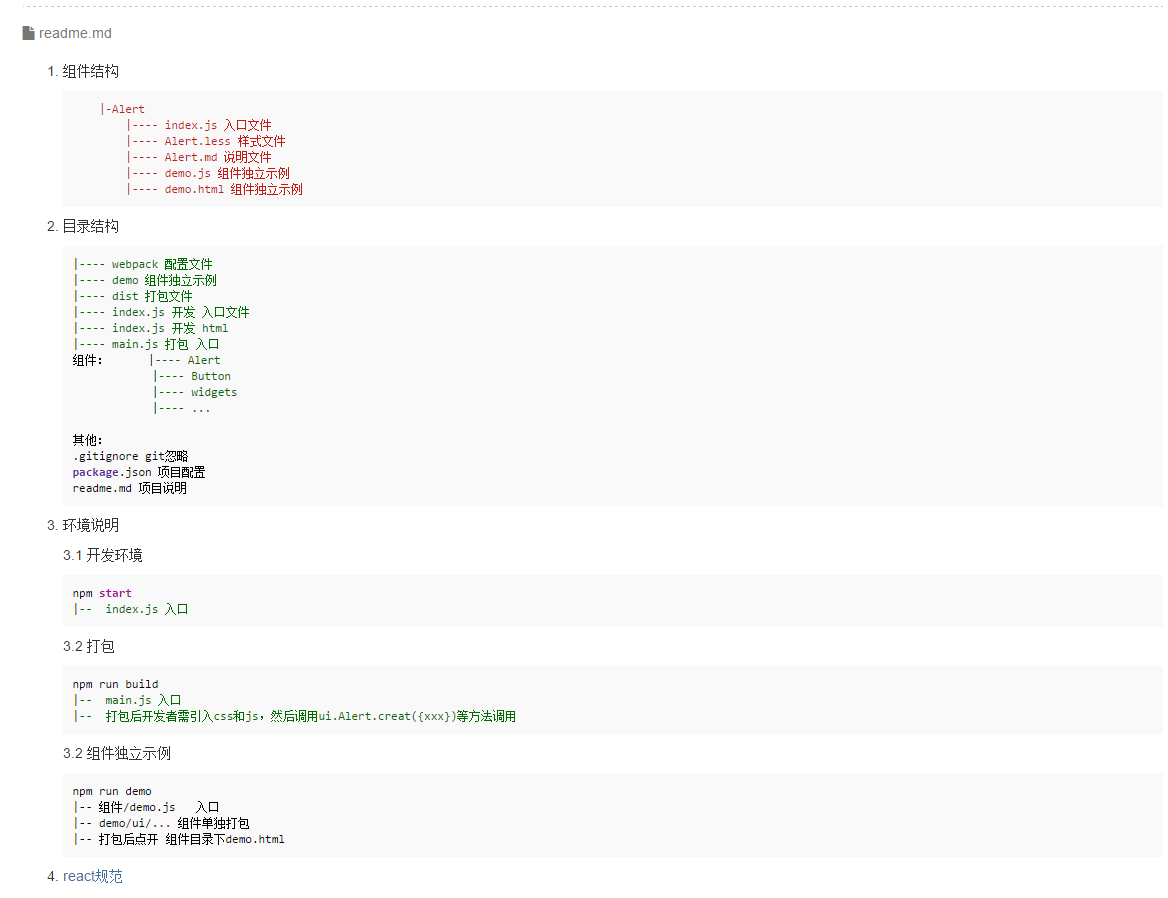 readme.md
1. 组件结构
|-Alert
|---- index.js 入口文件
|---- Alert.less 样式文件
|---- Alert.md 说明文件
|---- demo.js 组件独立示例
|---- demo.html 组件独立示例
2. 目录结构
|---- webpack 配置文件
|---- demo 组件独立示例
|---- dist 打包文件
|---- index.js 开发 入口文件
|---- index.js 开发 html
|---- main.js 打包 入口
组件: |---- Alert
|---- Button
|---- widgets
|---- ...
其他:
.gitignore git忽略
package.json 项目配置
readme.md 项目说明
3. 环境说明
3.1 开发环境
npm start
|-- index.js 入口
3.2 打包
npm run build
|-- main.js 入口
|-- 打包后开发者需引入css和js，然后调用ui.Alert.creat({xxx})等方法调用
3.2 组件独立示例
npm run demo
|-- 组件/demo.js 入口
|-- demo/ui/... 组件单独打包
|-- 打包后点开 组件目录下demo.html
4. react规范